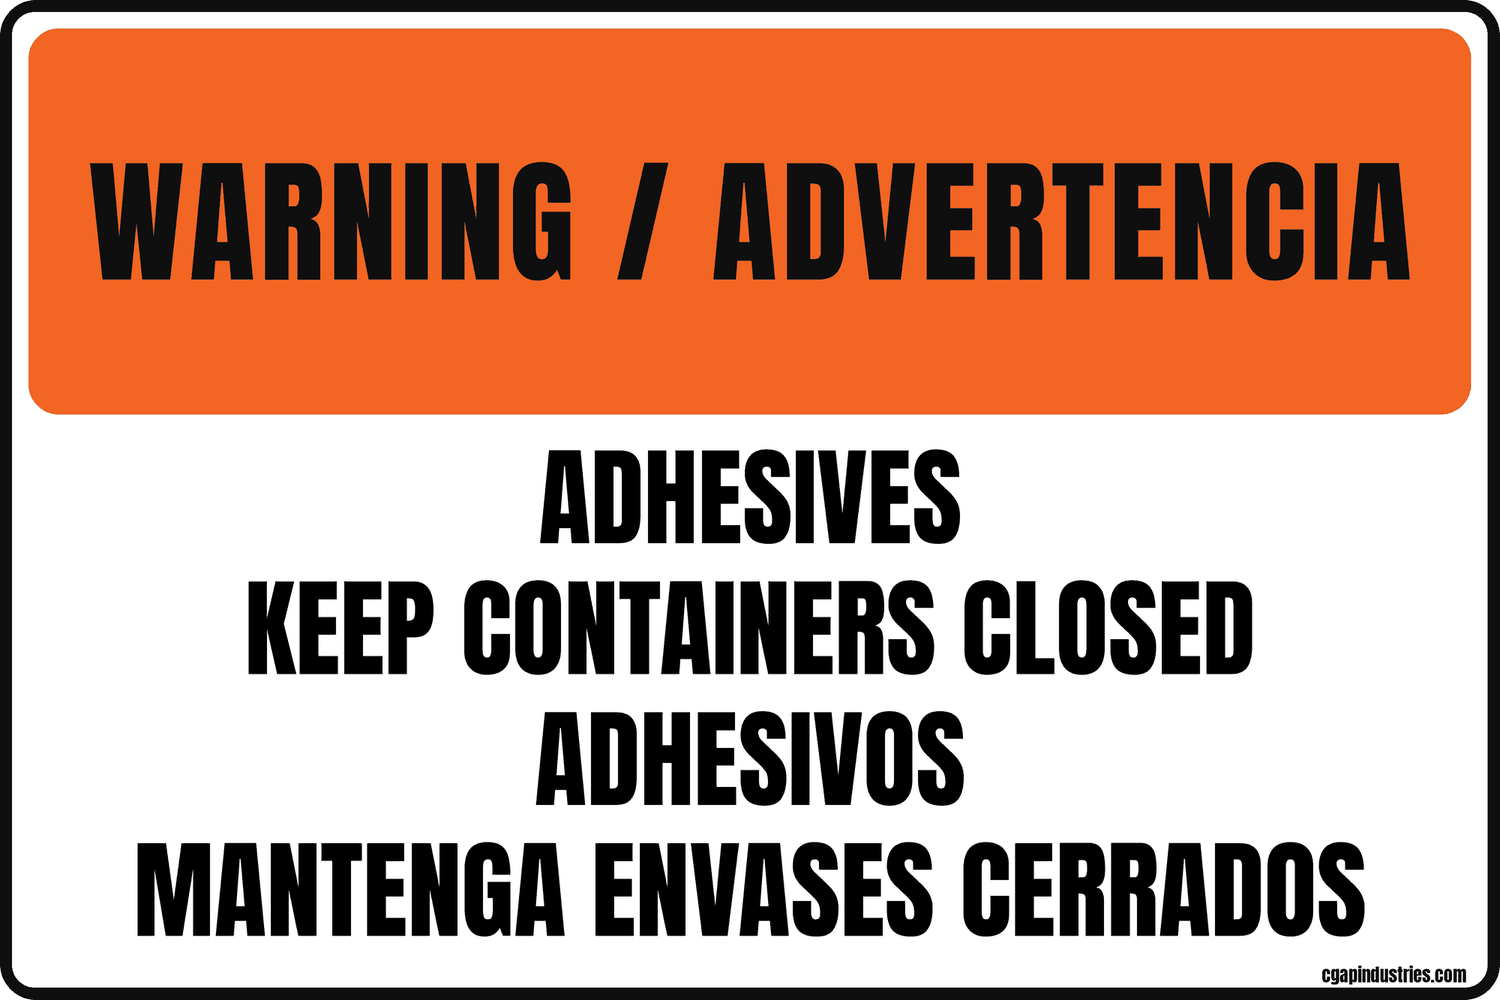 WARNING / ADVERTENCIA
ADHESIVES
KEEP CONTAINERS CLOSED
ADHESIVOS
MANTENGA ENVASES CERRADOS
cgapindustries.com